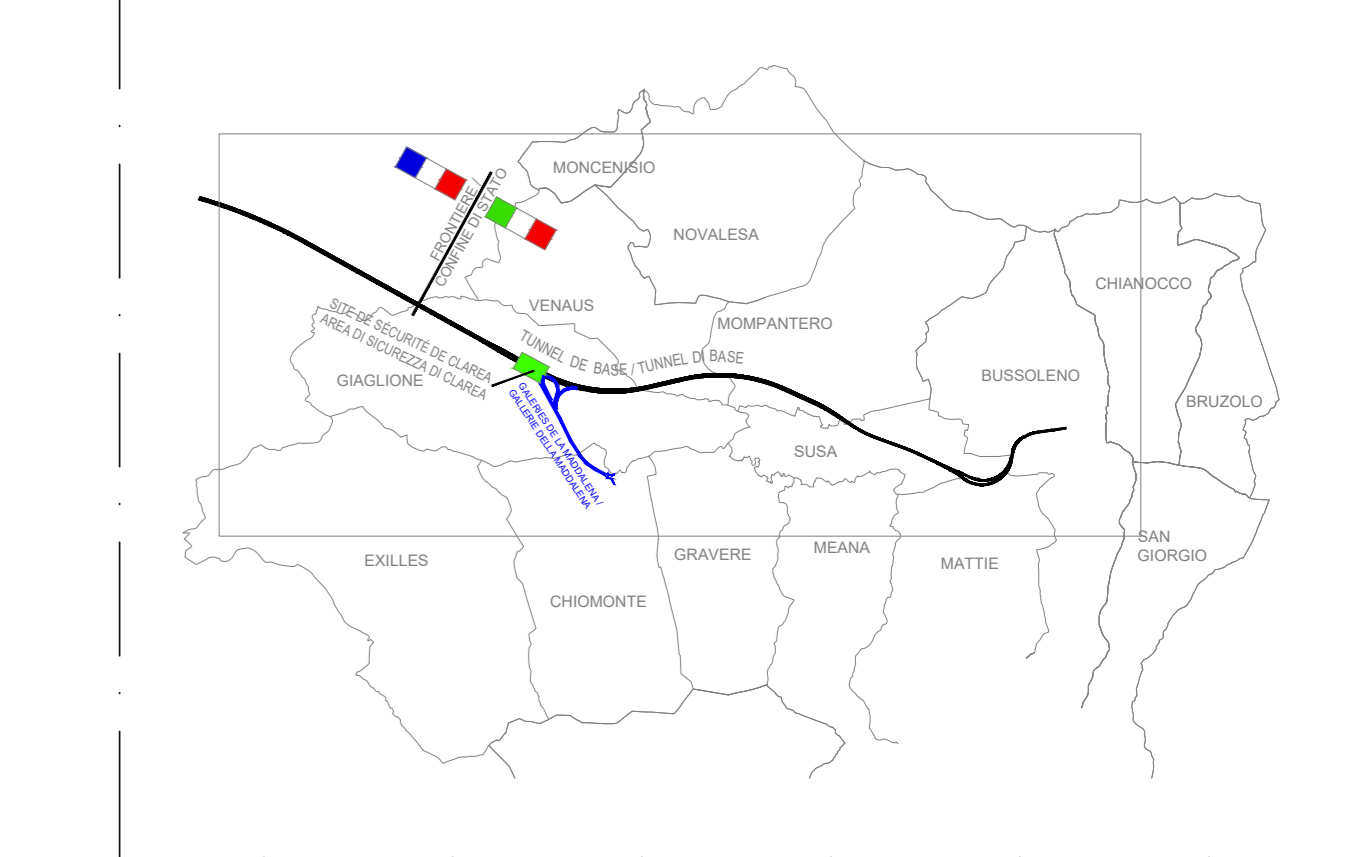 MONCENISIO
FRONTIERE /
CONFINE DI STATO
NOVALESA
CHIANOCCO
VENAUS
MOMPANTERO
SITE DE SÉCURITÉ DE CLAREA
AREA DI SICUREZZA DI CLAREA
TUNNEL DE BASE / TUNNEL DI BASE
GIAGLIONE
BUSSOLENO
BRUZOLO
GALERIES DE LA MADDALENA /
GALLERIE DELLA MADDALENA
SUSA
EXILLES
CHIOMONTE
GRAVERE
MEANA
MATTIE
SAN
GIORGIO